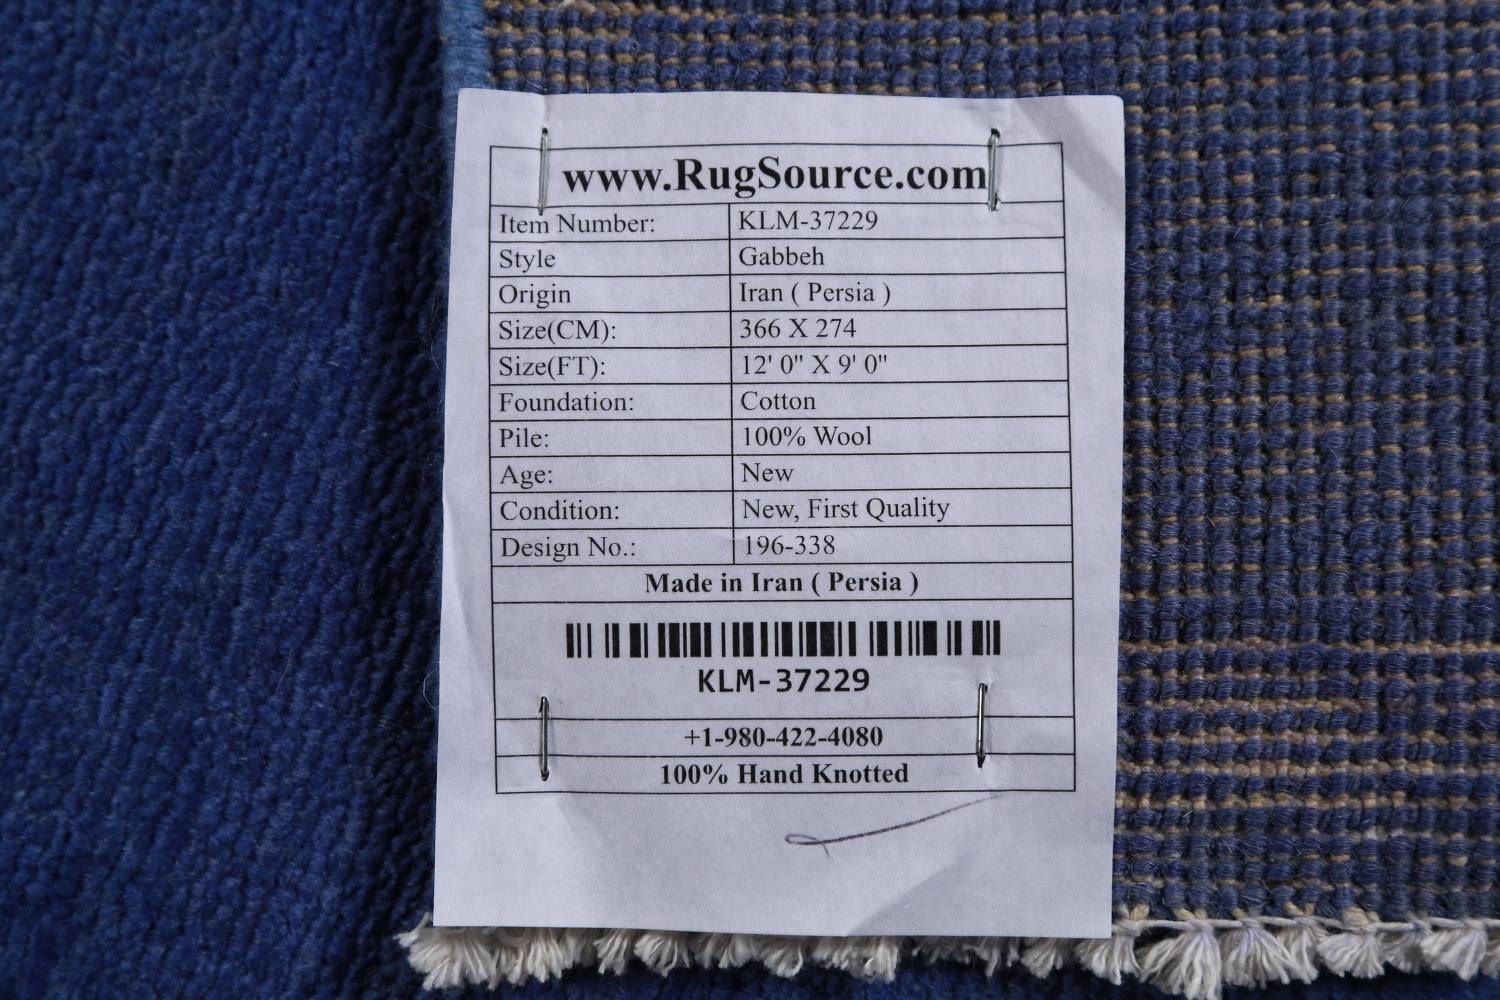 www.RugSource.com
Item Number: KLM-37229
Style Gabbeh
Origin Iran ( Persia )
Size(CM): 366 X 274
Size(FT): 12' 0" X 9' 0"
Foundation: Cotton
Pile: 100% Wool
Age: New
Condition: New, First Quality
Design No.: 196-338
Made in Iran ( Persia )
KLM-37229
+1-980-422-4080
100% Hand Knotted